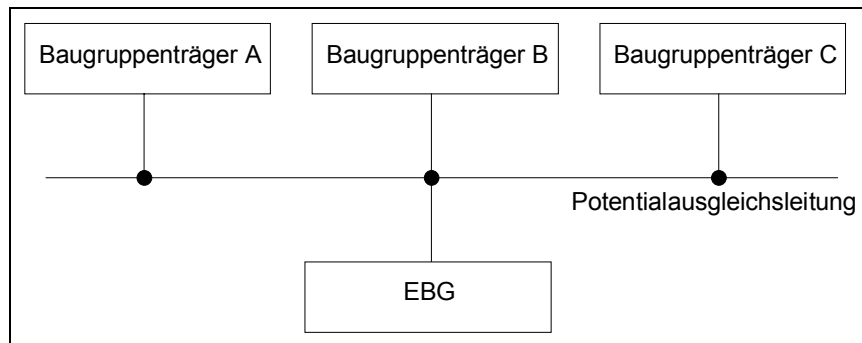 Baugruppenträger A
Baugruppenträger B
Baugruppenträger C
Potentialausgleichsleitung
EBG